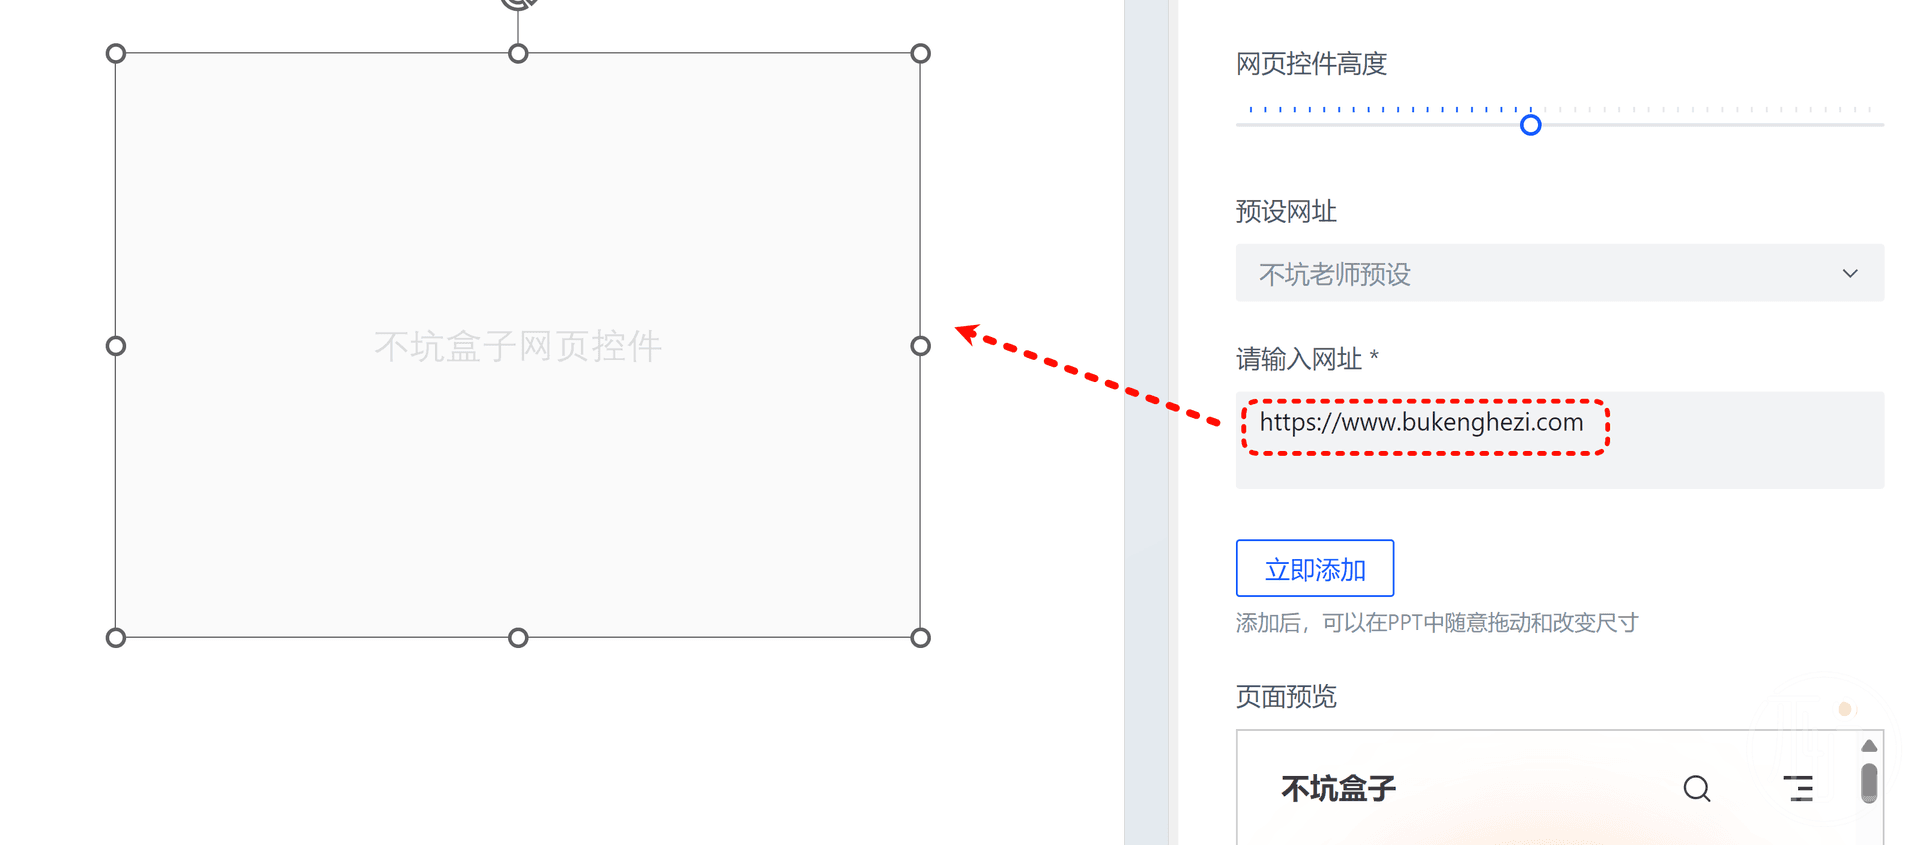 不坑盒子网页控件
网页控件高度
预设网址
不坑老师预设
请输入网址 *
https://www.bukenghezi.com
立即添加
添加后，可以在PPT中随意拖动和改变尺寸
页面预览
不坑盒子